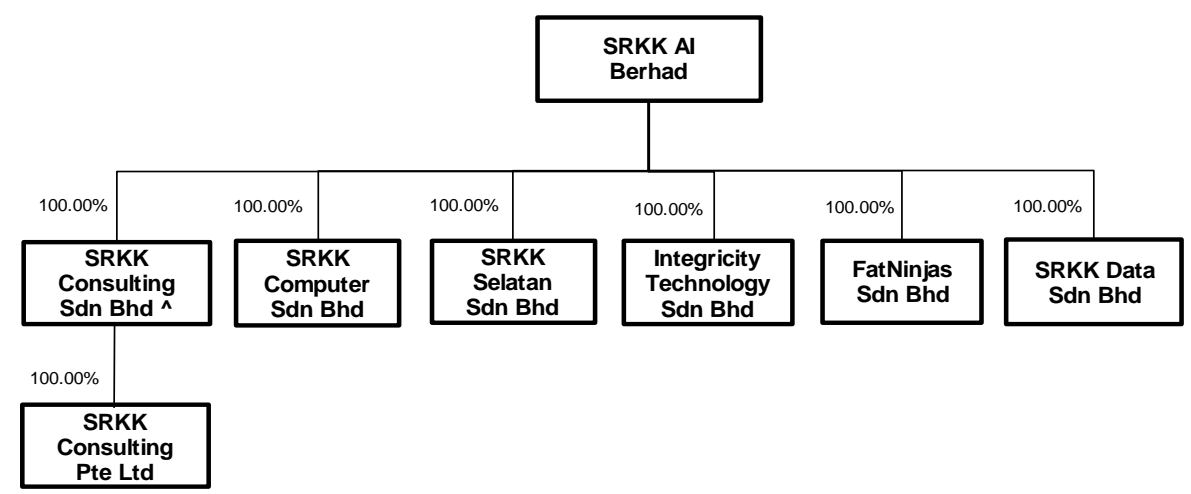 SRKK AI
Berhad
100.00%
100.00%
100.00%
100.00%
100.00%
100.00%
SRKK
Consulting
Sdn Bhd ^
SRKK
Computer
Sdn Bhd
SRKK
Selatan
Sdn Bhd
Integricity
Technology
Sdn Bhd
FatNinjas
Sdn Bhd
SRKK Data
Sdn Bhd
100.00%
SRKK
Consulting
Pte Ltd